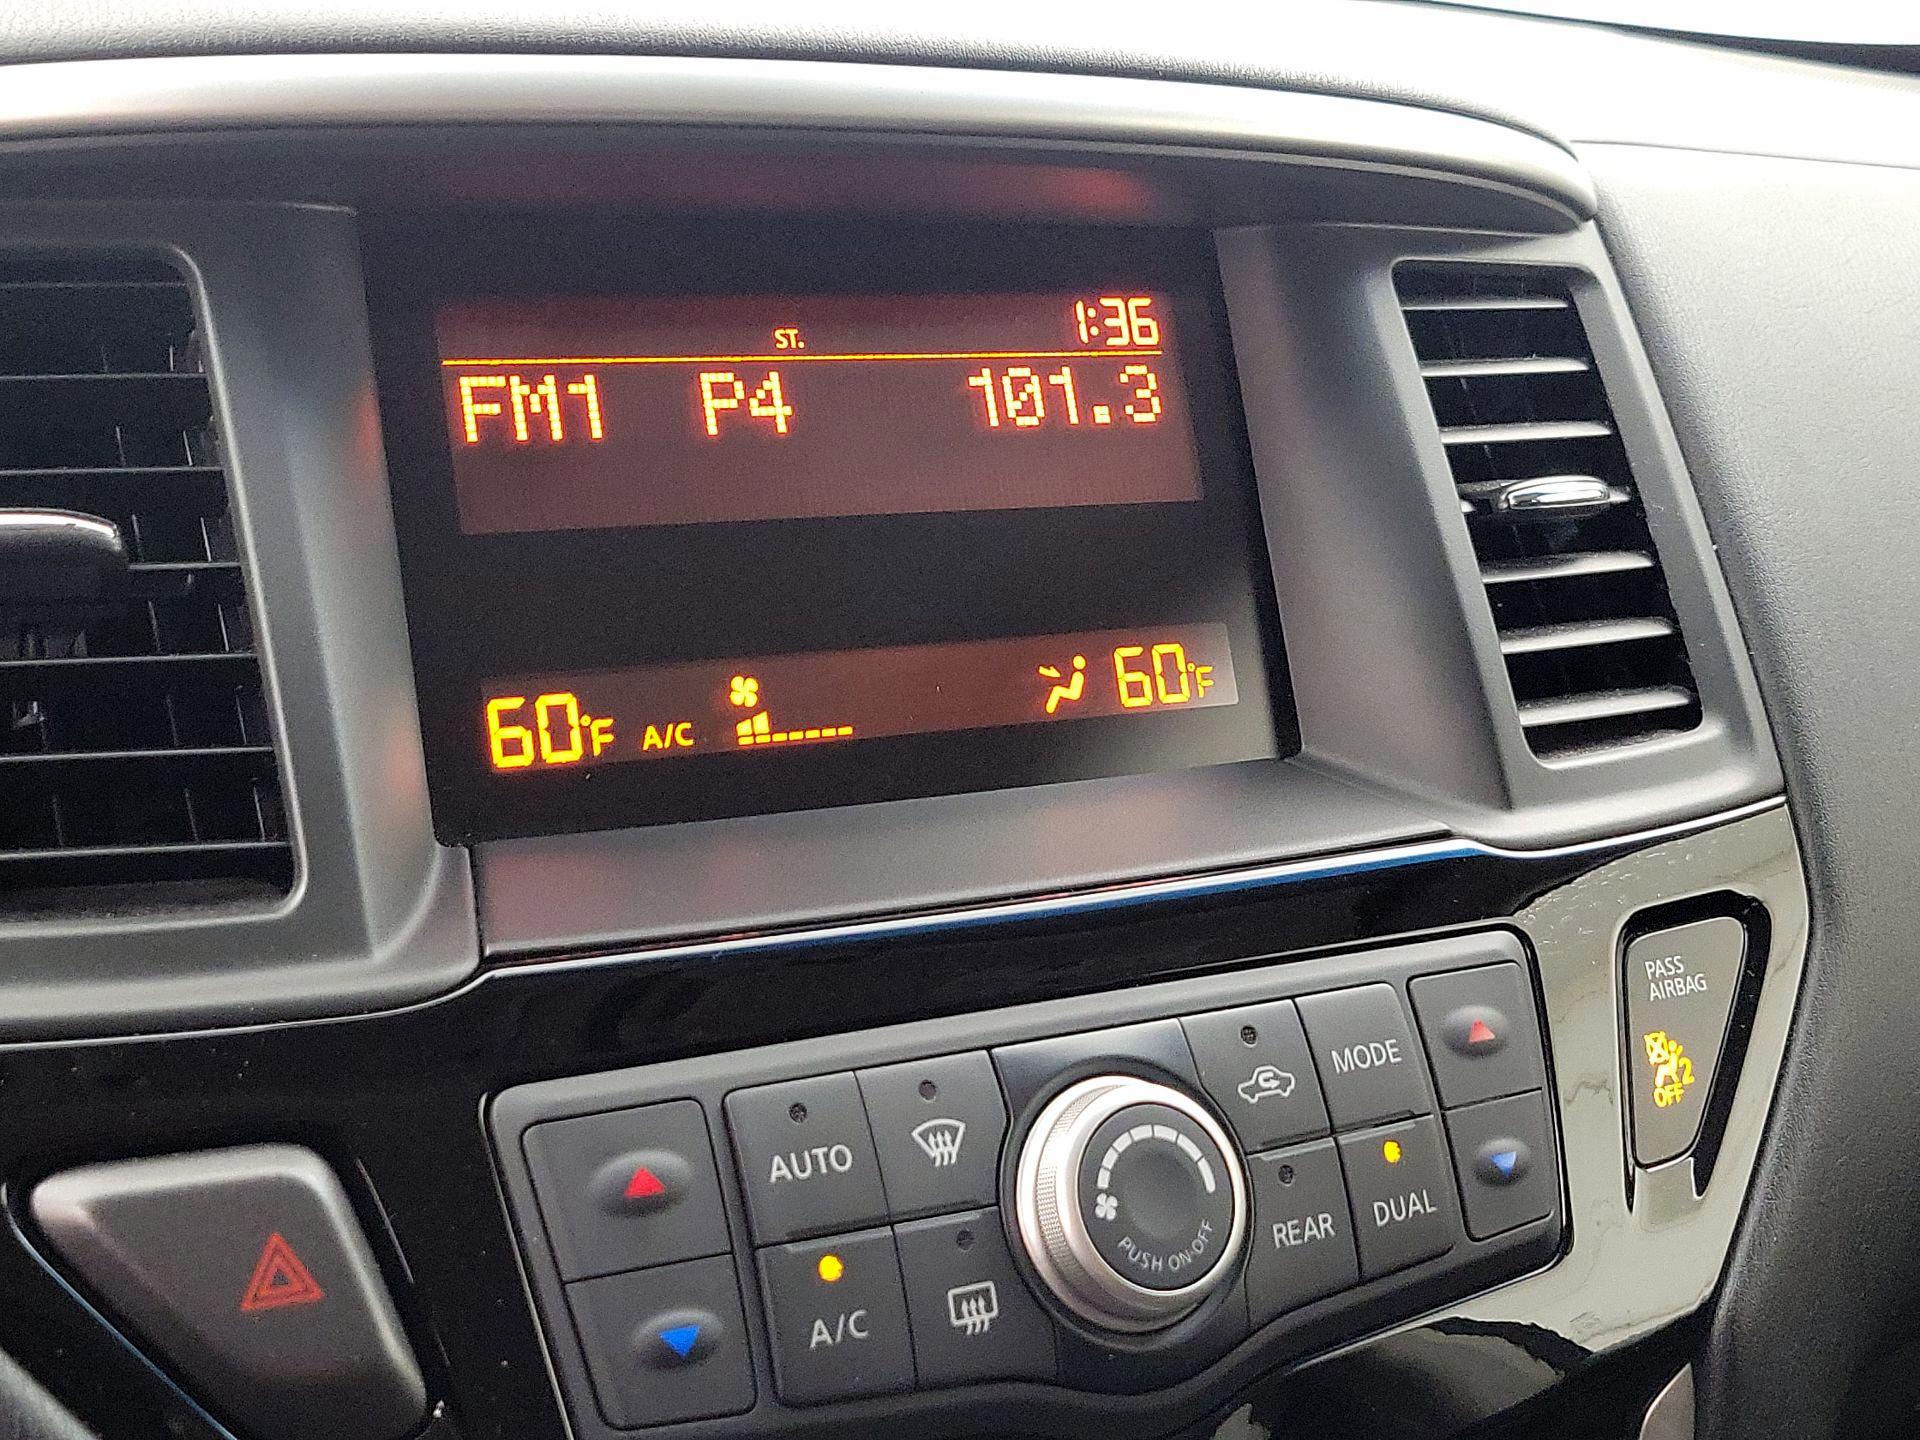 ST. 1:36
FM1 P4 101.3
60°F A/C 60°F
PASS
AIRBAG
OFF 2
AUTO
MODE
A/C
PUSH ON·OFF
REAR
DUAL